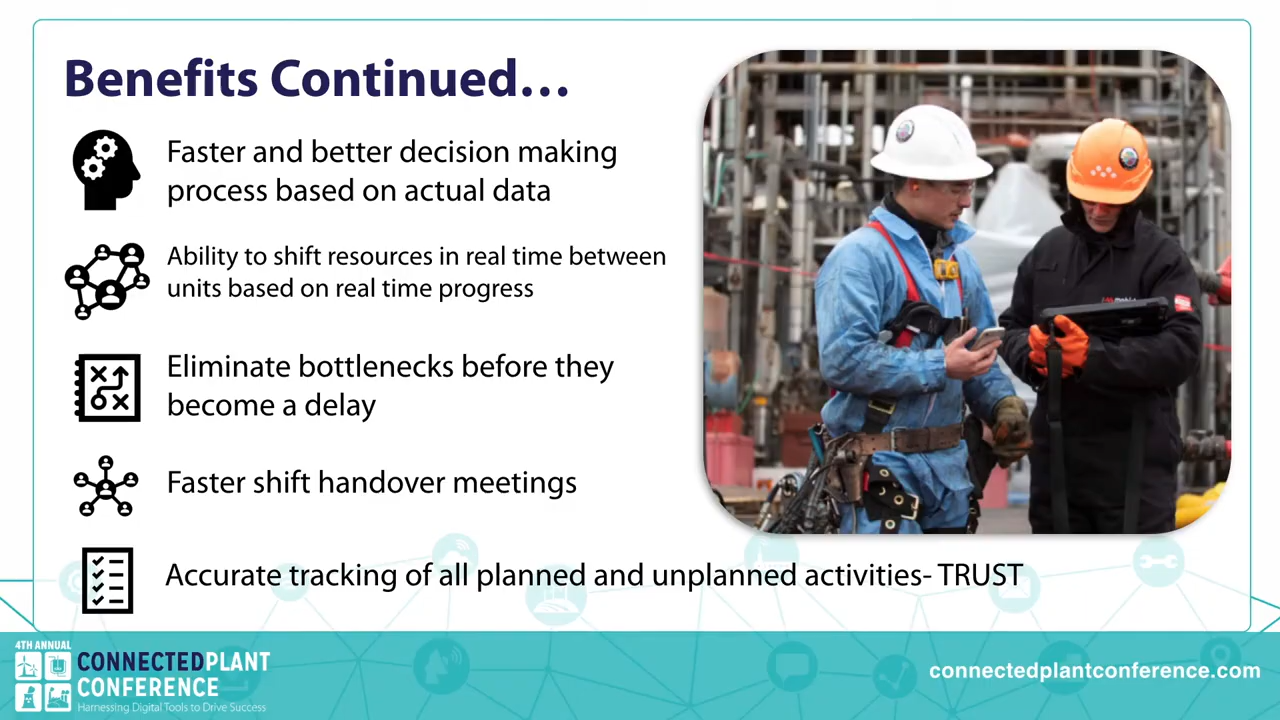 Benefits Continued...
Faster and better decision making
process based on actual data
Ability to shift resources in real time between
units based on real time progress
Eliminate bottlenecks before they
become a delay
Faster shift handover meetings
Accurate tracking of all planned and unplanned activities- TRUST
4TH ANNUAL
CONNECTEDPLANT
CONFERENCE
Harnessing Digital Tools to Drive Success
connectedplantconference.com